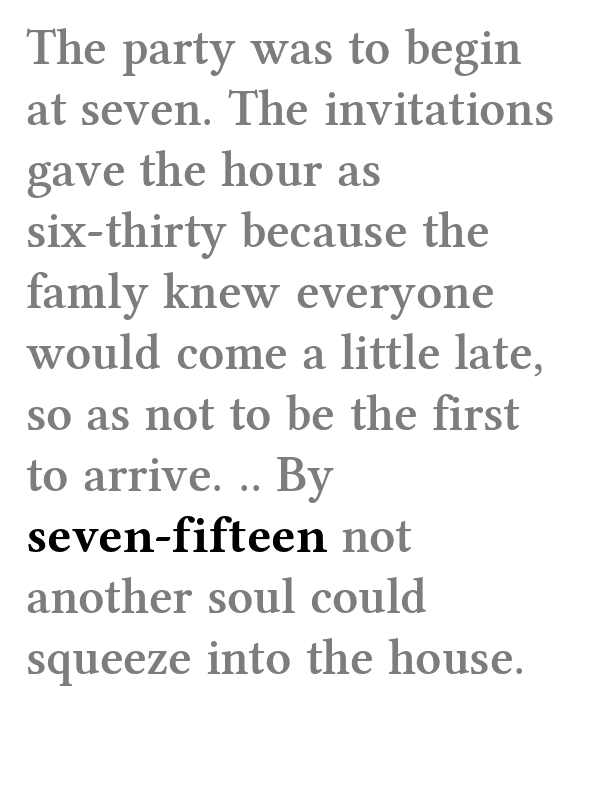 The party was to begin
at seven. The invitations
gave the hour as
six-thirty because the
famly knew everyone
would come a little late,
so as not to be the first
to arrive. .. By
seven-fifteen not
another soul could
squeeze into the house.